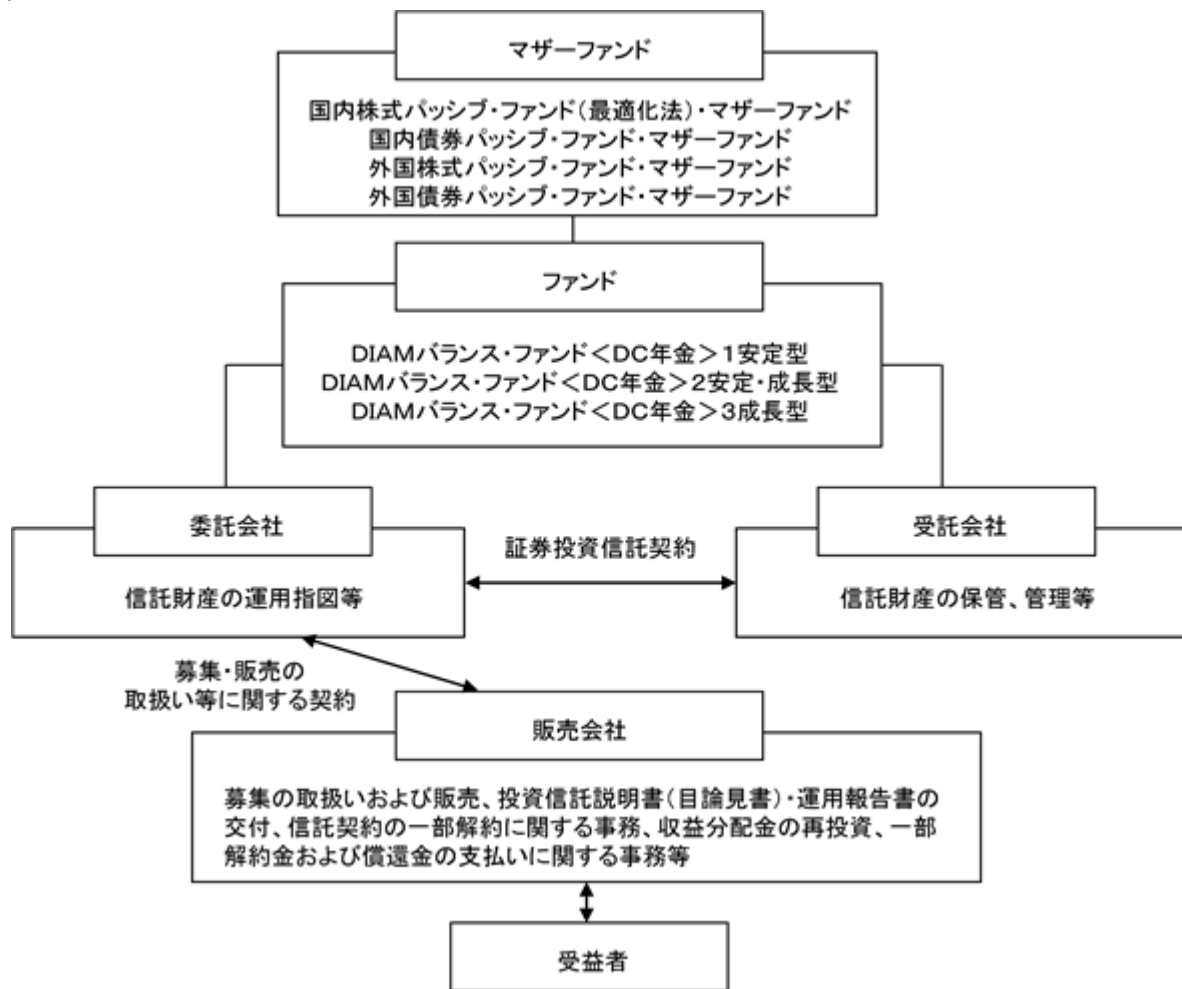 マザーファンド
国内株式パッシブ・ファンド(最適化法)・マザーファンド
国内債券パッシブ・ファンド・マザーファンド
外国株式パッシブ・ファンド・マザーファンド
外国債券パッシブ・ファンド・マザーファンド
ファンド
DIAMバランス・ファンド<DC年金>1安定型
DIAMバランス・ファンド<DC年金>2安定・成長型
DIAMバランス・ファンド<DC年金>3成長型
委託会社
信託財産の運用指図等
証券投資信託契約
受託会社
信託財産の保管、管理等
募集・販売の
取扱い等に関する契約
販売会社
募集の取扱いおよび販売、投資信託説明書(目論見書)・運用報告書の
交付、信託契約の一部解約に関する事務、収益分配金の再投資、一部
解約金および償還金の支払いに関する事務等
受益者